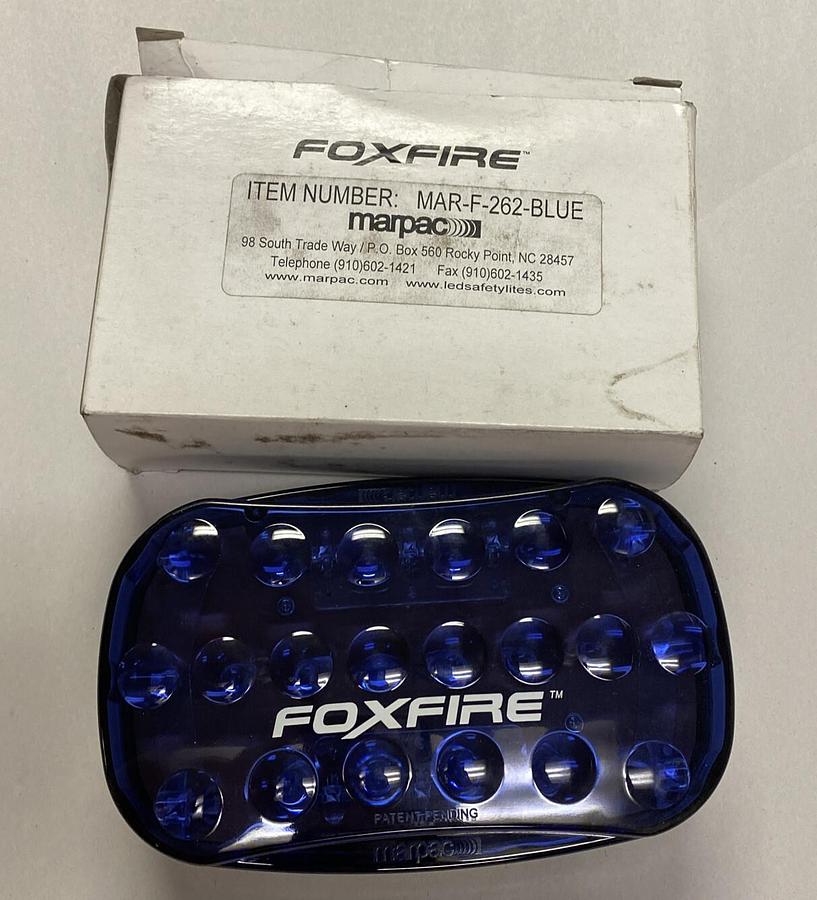 FOXFIRE™
ITEM NUMBER: MAR-F-262-BLUE
marpac
98 South Trade Way / P.O. Box 560 Rocky Point, NC 28457
Telephone (910)602-1421 Fax (910)602-1435
www.marpac.com www.ledsafetylites.com
FOXFIRE™
PATENT PENDING
marpac